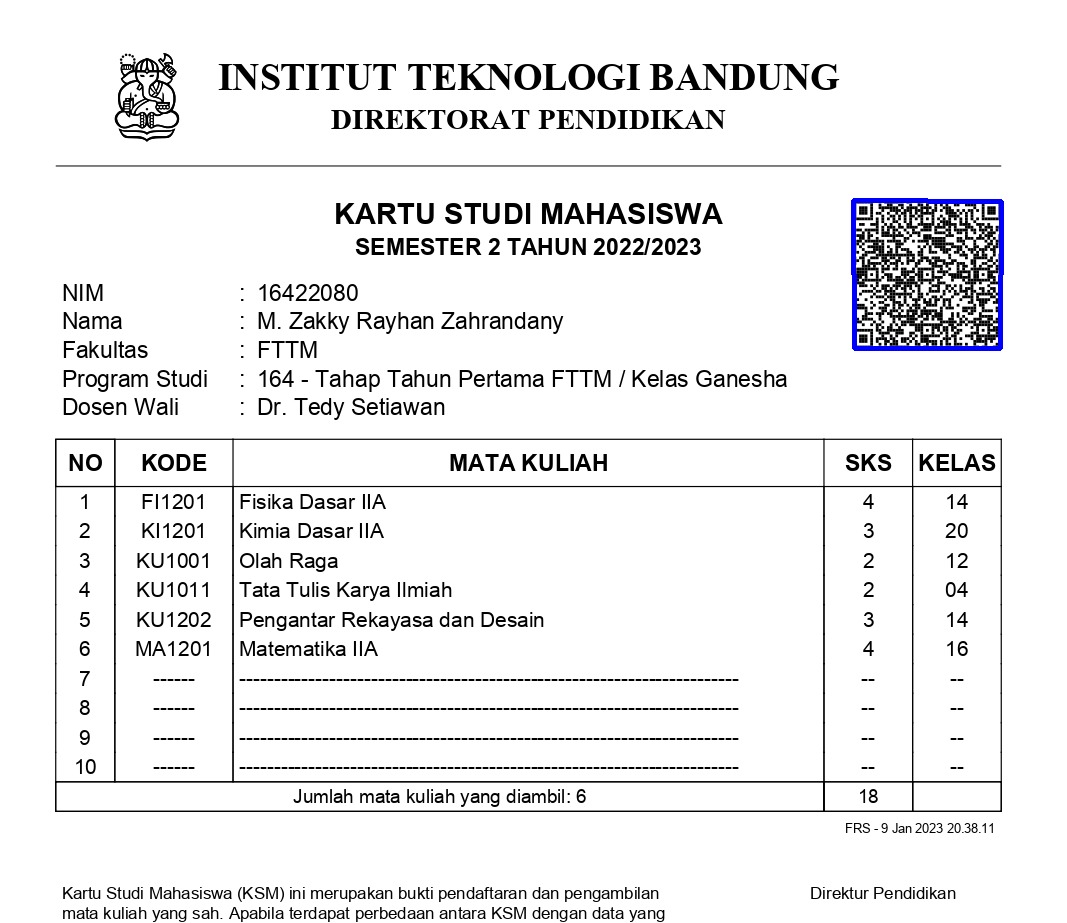 INSTITUT TEKNOLOGI BANDUNG
DIREKTORAT PENDIDIKAN
KARTU STUDI MAHASISWA
SEMESTER 2 TAHUN 2022/2023
NIM : 16422080
Nama : M. Zakky Rayhan Zahrandany
Fakultas : FTTM
Program Studi : 164 - Tahap Tahun Pertama FTTM / Kelas Ganesha
Dosen Wali : Dr. Tedy Setiawan
NO KODE MATA KULIAH SKS KELAS
1 FI1201 Fisika Dasar IIA 4 14
2 KI1201 Kimia Dasar IIA 3 20
3 KU1001 Olah Raga 2 12
4 KU1011 Tata Tulis Karya Ilmiah 2 04
5 KU1202 Pengantar Rekayasa dan Desain 3 14
6 MA1201 Matematika IIA 4 16
7 ------ ------------------------------------------------------------------------ -- --
8 ------ ------------------------------------------------------------------------ -- --
9 ------ ------------------------------------------------------------------------ -- --
10 ------ ------------------------------------------------------------------------ -- --
Jumlah mata kuliah yang diambil: 6 18
FRS - 9 Jan 2023 20.38.11
Kartu Studi Mahasiswa (KSM) ini merupakan bukti pendaftaran dan pengambilan Direktur Pendidikan
mata kuliah yang sah. Apabila terdapat perbedaan antara KSM dengan data yang